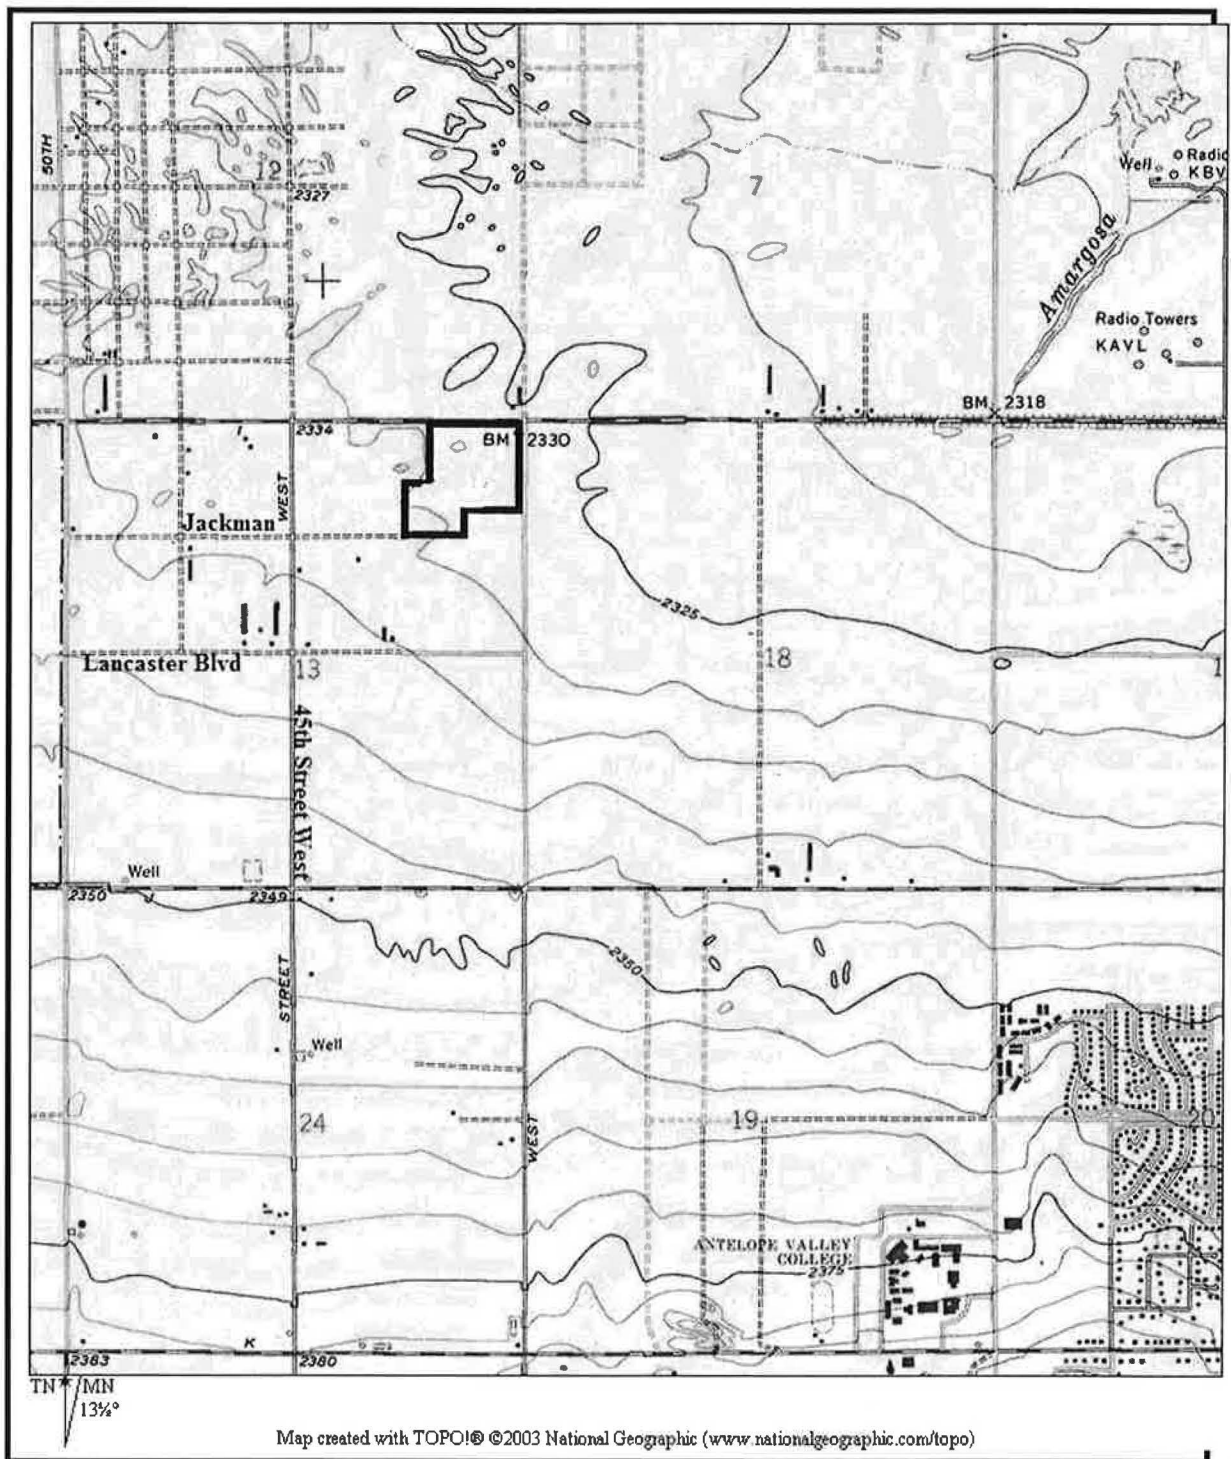 50TH
12
2327
7
Well
Radio
KBV
Amargosa
Radio Towers
KAVL
BM 2318
2334
BM 2330
WEST
Jackman
2325
Lancaster Blvd
13
18
1
45th Street West
Well
2350
2349
2350
STREET
Well
24
WEST
19
20
ANTELOPE VALLEY
COLLEGE
2375
K
2383
2380
TN MN
13½°
Map created with TOPO!® ©2003 National Geographic (www.nationalgeographic.com/topo)